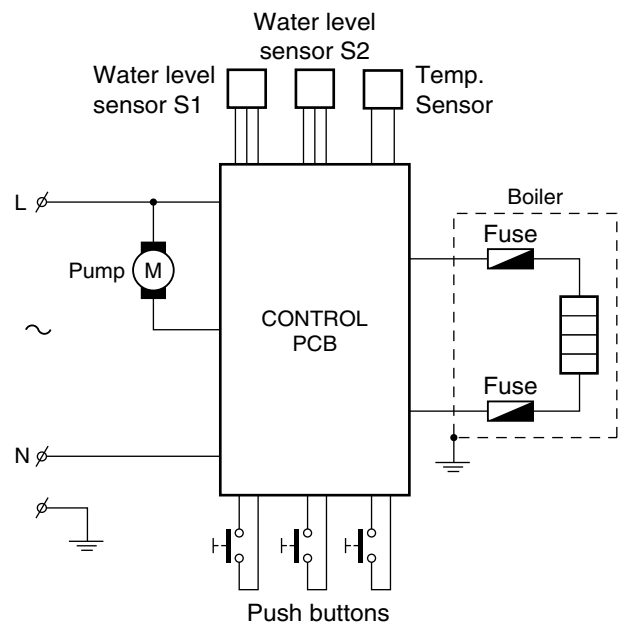 Water level
sensor S2
Water level
sensor S1
Temp.
Sensor
L
Boiler
Fuse
Pump
M
CONTROL
PCB
Fuse
N
Push buttons